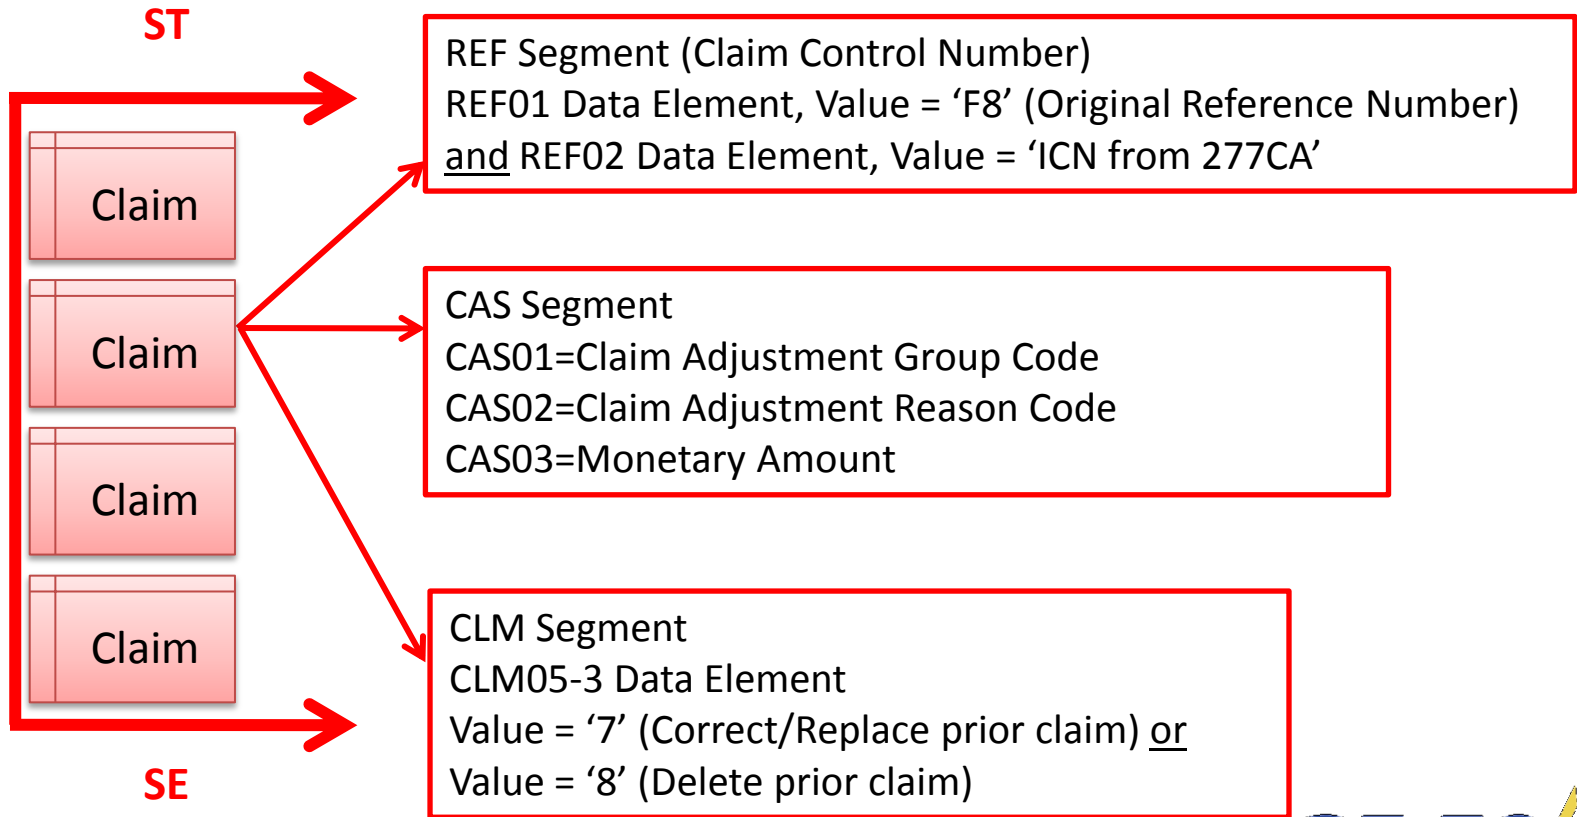 ST
REF Segment (Claim Control Number)
REF01 Data Element, Value = ‘F8’ (Original Reference Number)
and REF02 Data Element, Value = ‘ICN from 277CA’
Claim
Claim
Claim
Claim
CAS Segment
CAS01=Claim Adjustment Group Code
CAS02=Claim Adjustment Reason Code
CAS03=Monetary Amount
CLM Segment
CLM05-3 Data Element
Value = ‘7’ (Correct/Replace prior claim) or
Value = ‘8’ (Delete prior claim)
SE